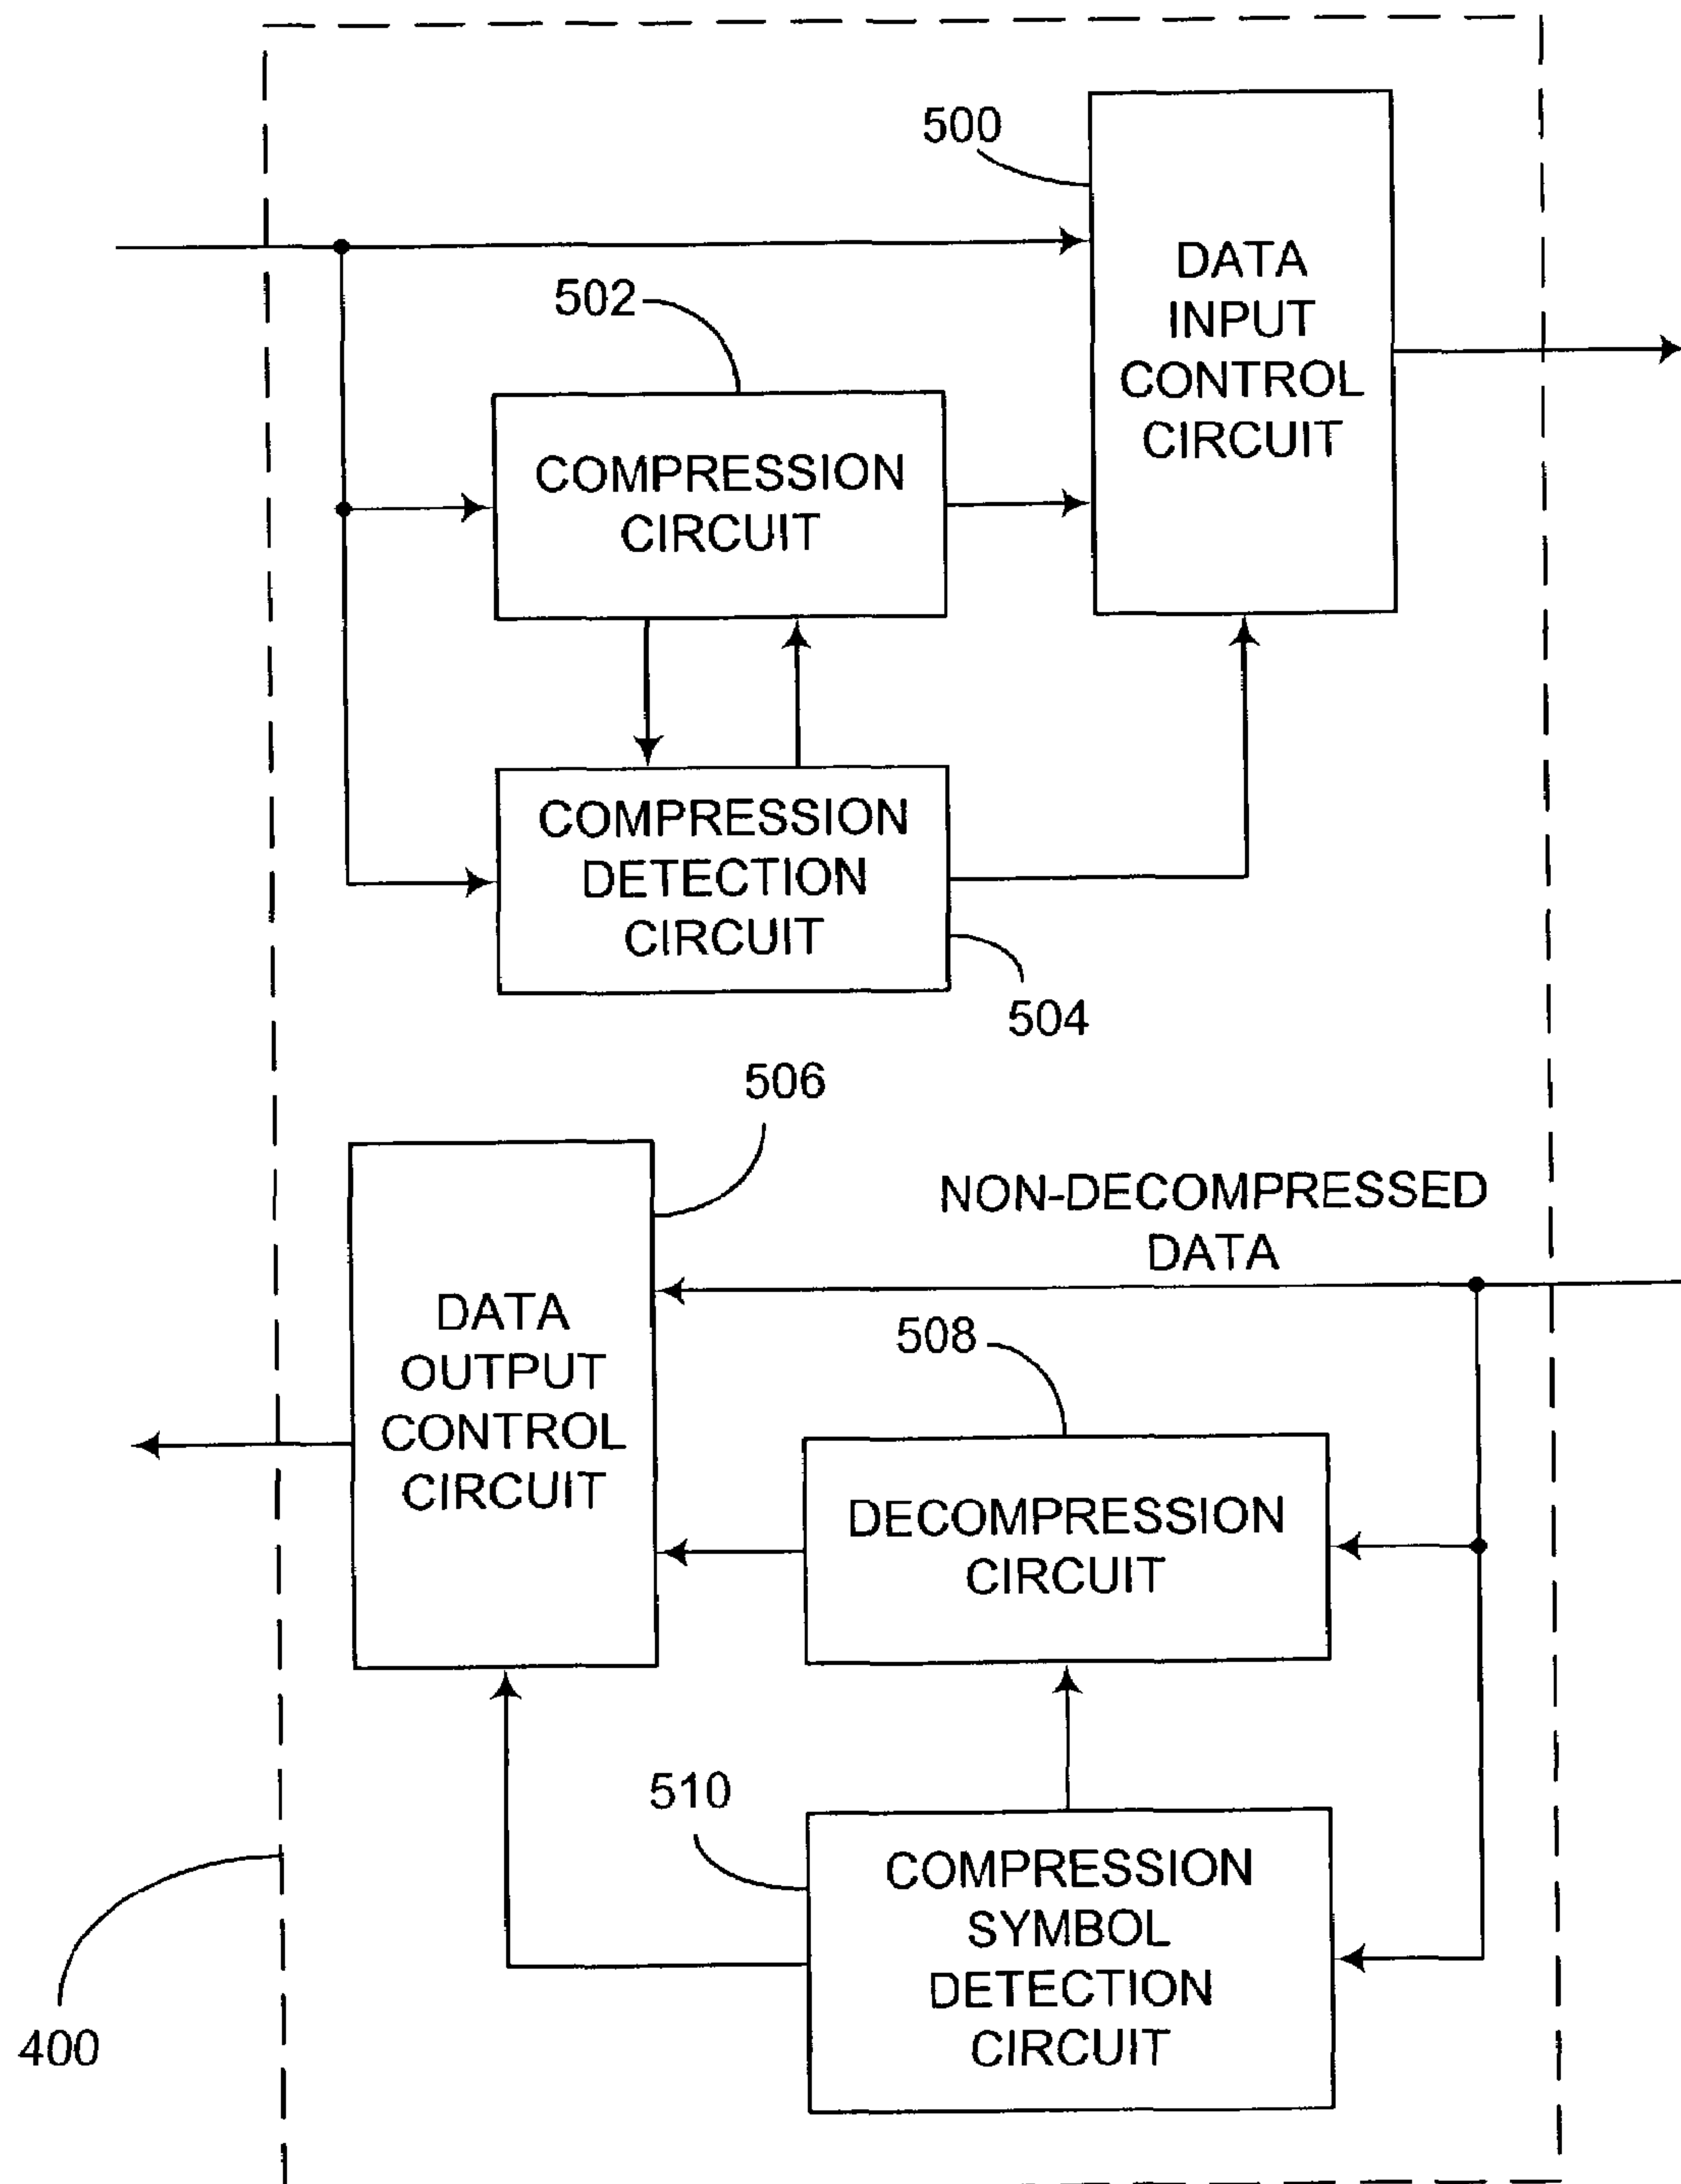 500
DATA
INPUT
CONTROL
CIRCUIT
502
COMPRESSION
CIRCUIT
COMPRESSION
DETECTION
CIRCUIT
504
506
NON-DECOMPRESSED
DATA
DATA
OUTPUT
CONTROL
CIRCUIT
508
DECOMPRESSION
CIRCUIT
510
COMPRESSION
SYMBOL
DETECTION
CIRCUIT
400